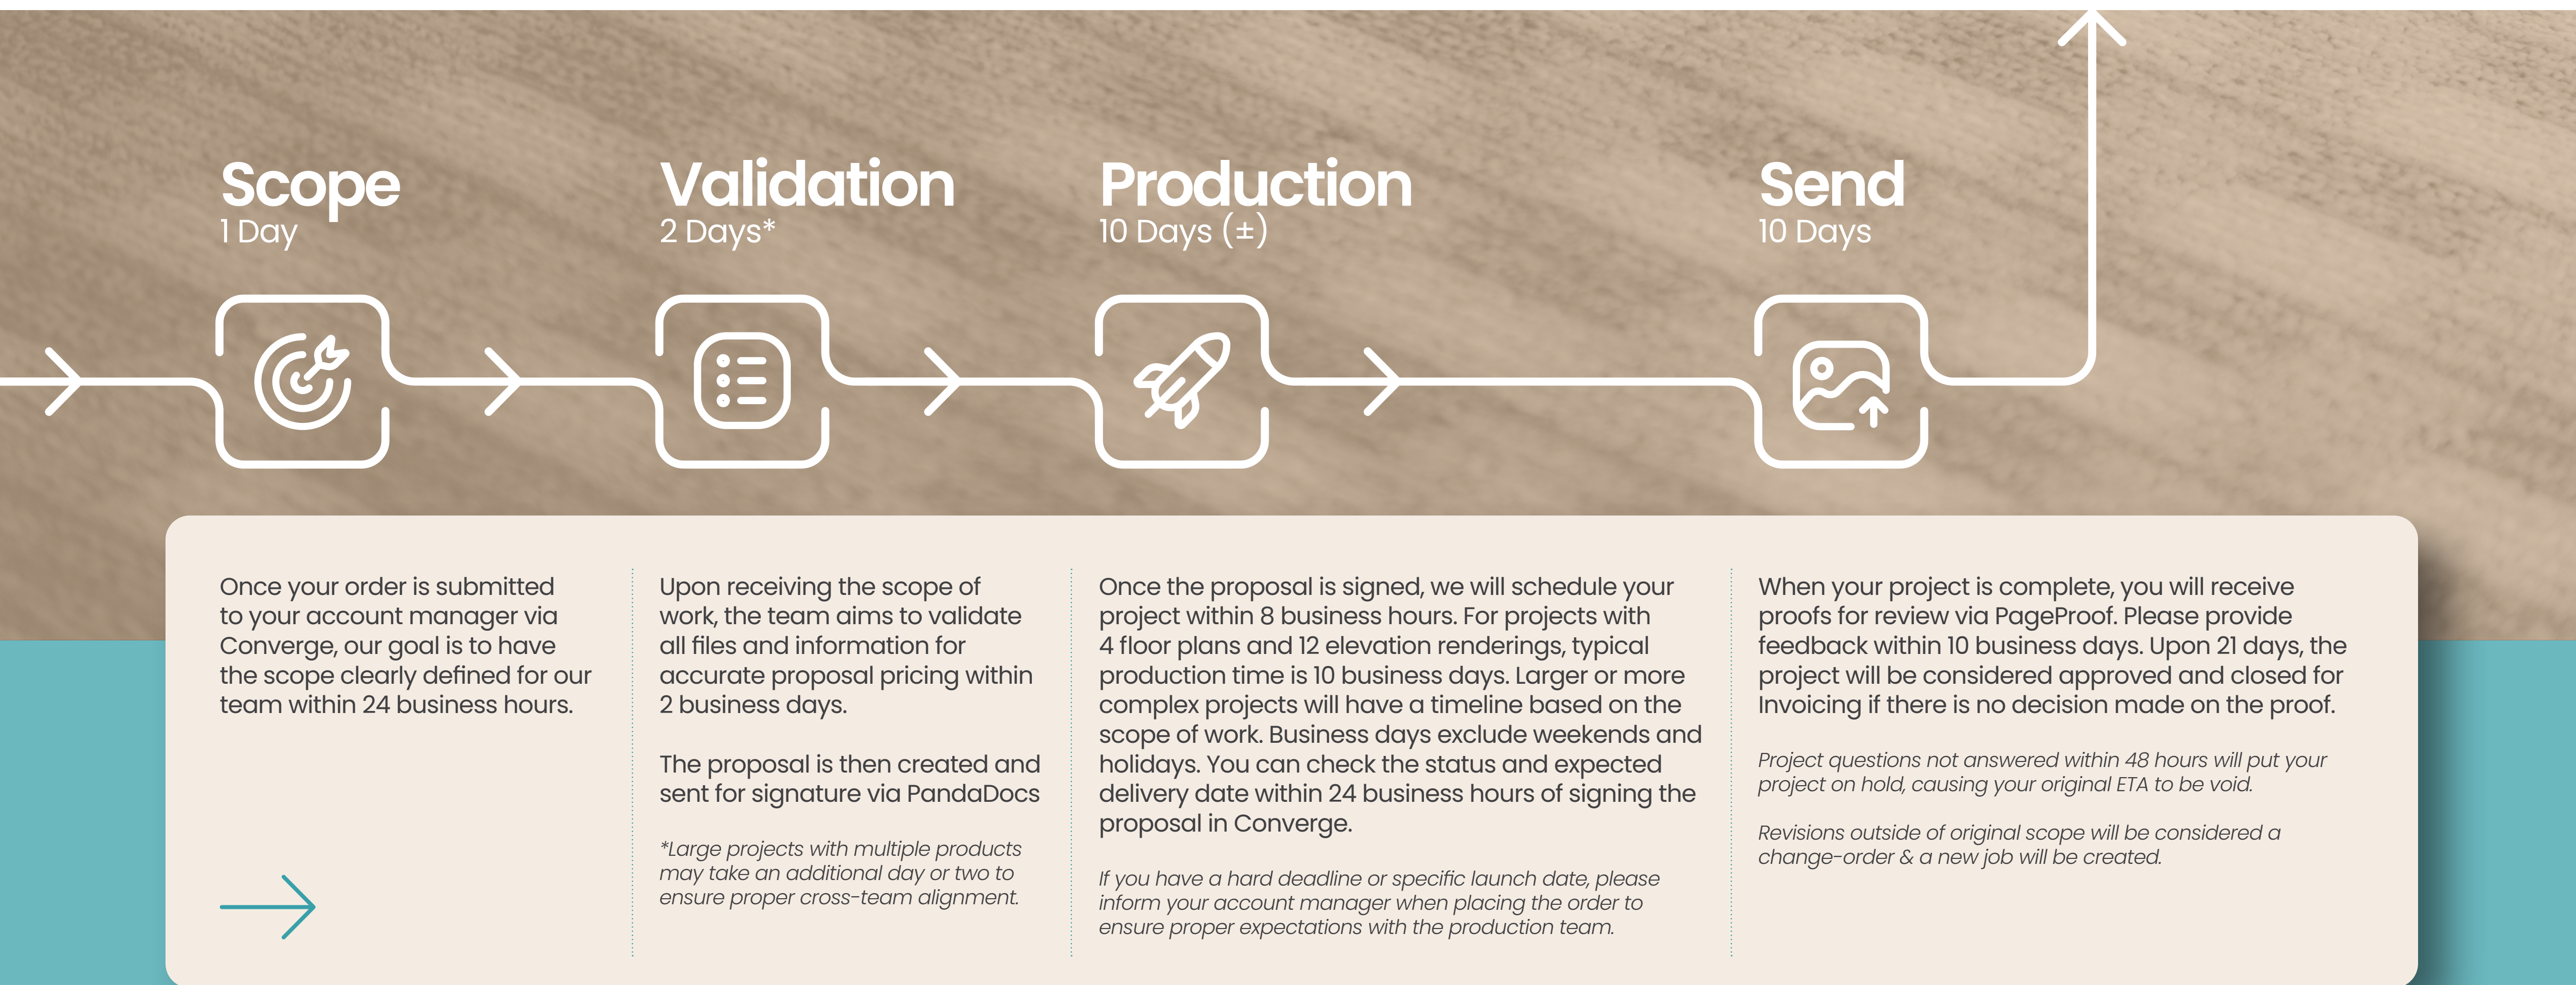 Scope
1 Day
Validation
2 Days*
Production
10 Days (±)
Send
10 Days
Once your order is submitted
to your account manager via
Converge, our goal is to have
the scope clearly defined for our
team within 24 business hours.
Upon receiving the scope of
work, the team aims to validate
all files and information for
accurate proposal pricing within
2 business days.
The proposal is then created and
sent for signature via PandaDocs
*Large projects with multiple products
may take an additional day or two to
ensure proper cross-team alignment.
Once the proposal is signed, we will schedule your
project within 8 business hours. For projects with
4 floor plans and 12 elevation renderings, typical
production time is 10 business days. Larger or more
complex projects will have a timeline based on the
scope of work. Business days exclude weekends and
holidays. You can check the status and expected
delivery date within 24 business hours of signing the
proposal in Converge.
If you have a hard deadline or specific launch date, please
inform your account manager when placing the order to
ensure proper expectations with the production team.
When your project is complete, you will receive
proofs for review via PageProof. Please provide
feedback within 10 business days. Upon 21 days, the
project will be considered approved and closed for
Invoicing if there is no decision made on the proof.
Project questions not answered within 48 hours will put your
project on hold, causing your original ETA to be void.
Revisions outside of original scope will be considered a
change-order & a new job will be created.